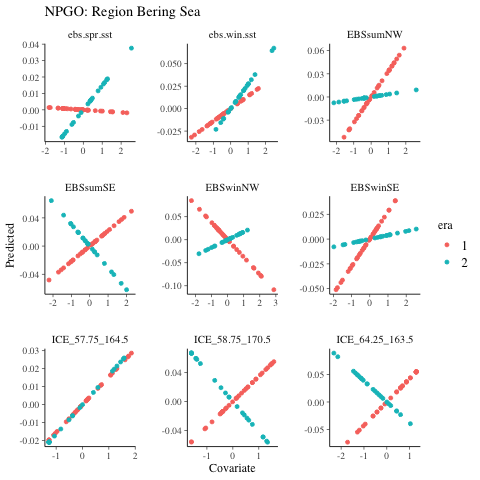 NPGO: Region Bering Sea
ebs.spr.sst
ebs.win.sst
EBSsumNW
0.04
0.03
0.02
0.01
0.00
-0.01
-2 -1 0 1 2
0.050
0.025
0.000
-0.025
-2 -1 0 1 2
0.06
0.03
0.00
-0.03
-2 -1 0 1 2
EBSsumSE
EBSwinNW
EBSwinSE
0.04
0.00
-0.04
-2 -1 0 1 2
0.05
0.00
-0.05
-0.10
-2 -1 0 1 2 3
0.025
0.000
-0.025
-0.050
-2 -1 0 1 2
ICE_57.75_164.5
ICE_58.75_170.5
ICE_64.25_163.5
0.03
0.02
0.01
0.00
-0.01
-0.02
-1 0 1 2
0.05
0.00
-0.05
-1 0 1
0.05
0.00
-0.05
-2 -1 0 1
Predicted
Covariate
era
1
2